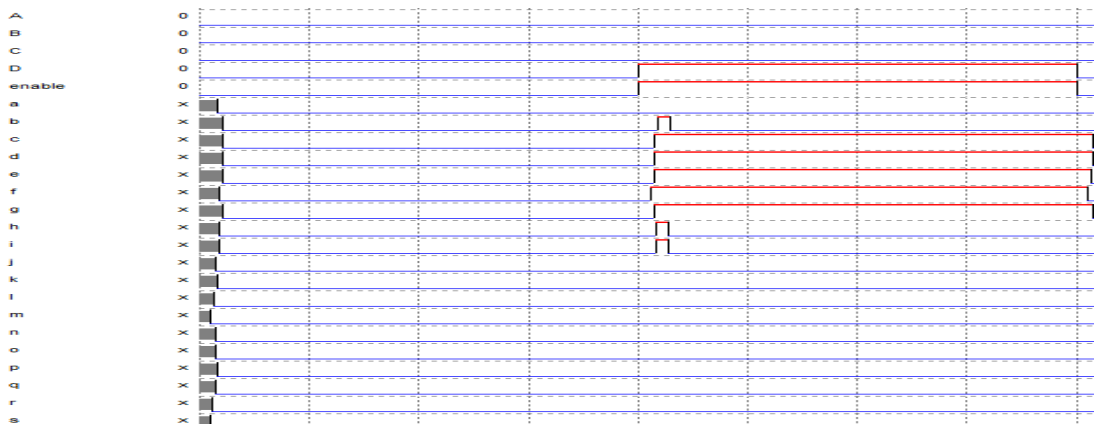 A 0
B 0
C 0
D 0
enable 0
a x
b x
c x
d x
e x
f x
g x
h x
i x
j x
k x
l x
m x
n x
o x
p x
q x
r x
s x